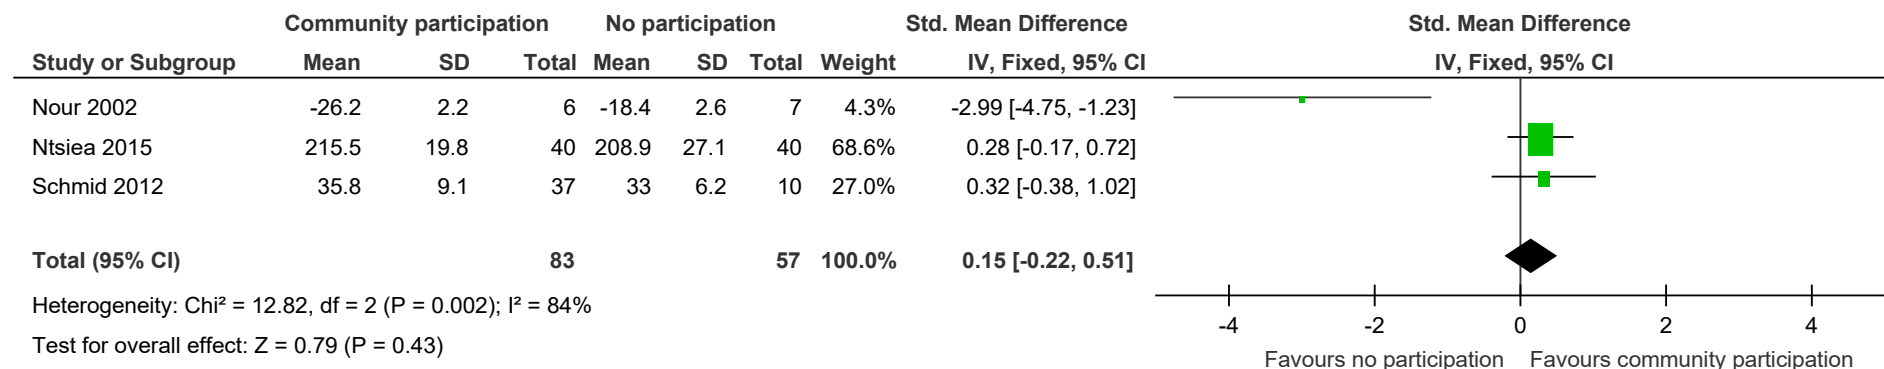 Community participation No participation Std. Mean Difference Std. Mean Difference
Study or Subgroup Mean SD Total Mean SD Total Weight IV, Fixed, 95% CI IV, Fixed, 95% CI
Nour 2002 -26.2 2.2 6 -18.4 2.6 7 4.3% -2.99 [-4.75, -1.23]
Ntsiea 2015 215.5 19.8 40 208.9 27.1 40 68.6% 0.28 [-0.17, 0.72]
Schmid 2012 35.8 9.1 37 33 6.2 10 27.0% 0.32 [-0.38, 1.02]
Total (95% CI) 83 57 100.0% 0.15 [-0.22, 0.51]
Heterogeneity: Chi² = 12.82, df = 2 (P = 0.002); I² = 84%
Test for overall effect: Z = 0.79 (P = 0.43)
-4 -2 0 2 4
Favours no participation Favours community participation